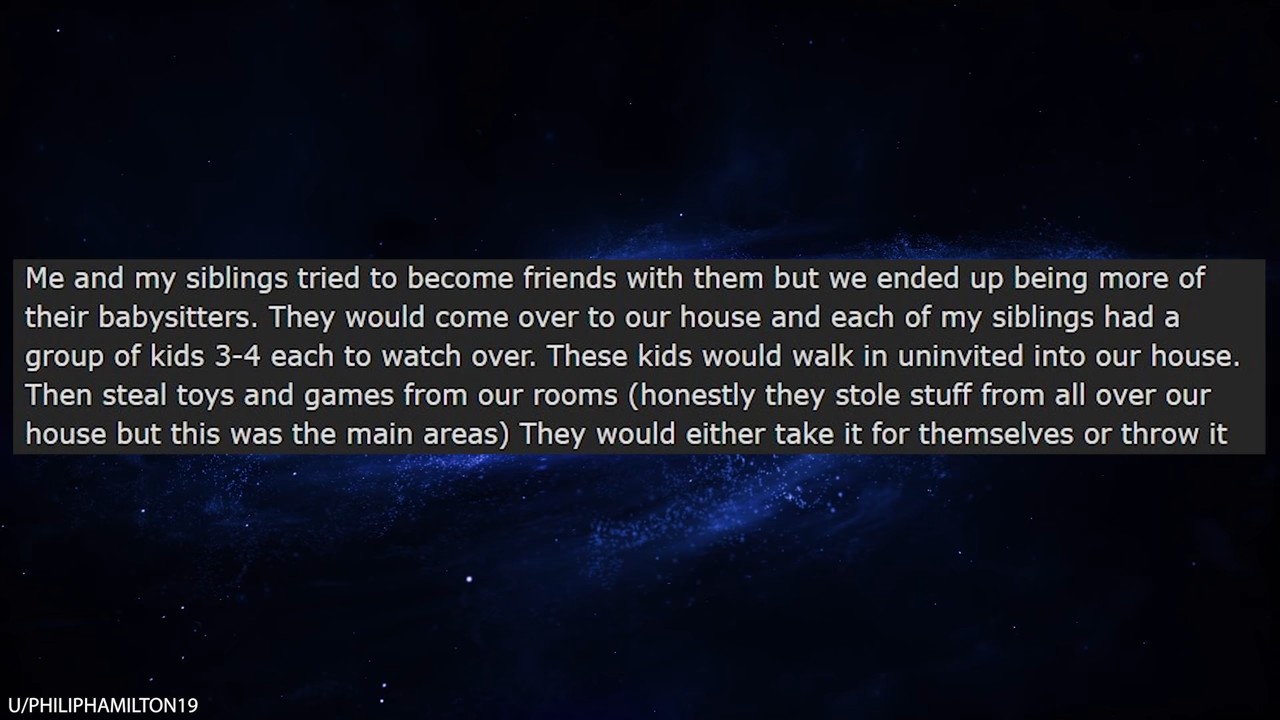 Me and my siblings tried to become friends with them but we ended up being more of
their babysitters. They would come over to our house and each of my siblings had a
group of kids 3-4 each to watch over. These kids would walk in uninvited into our house.
Then steal toys and games from our rooms (honestly they stole stuff from all over our
house but this was the main areas) They would either take it for themselves or throw it
U/PHILIPHAMILTON19